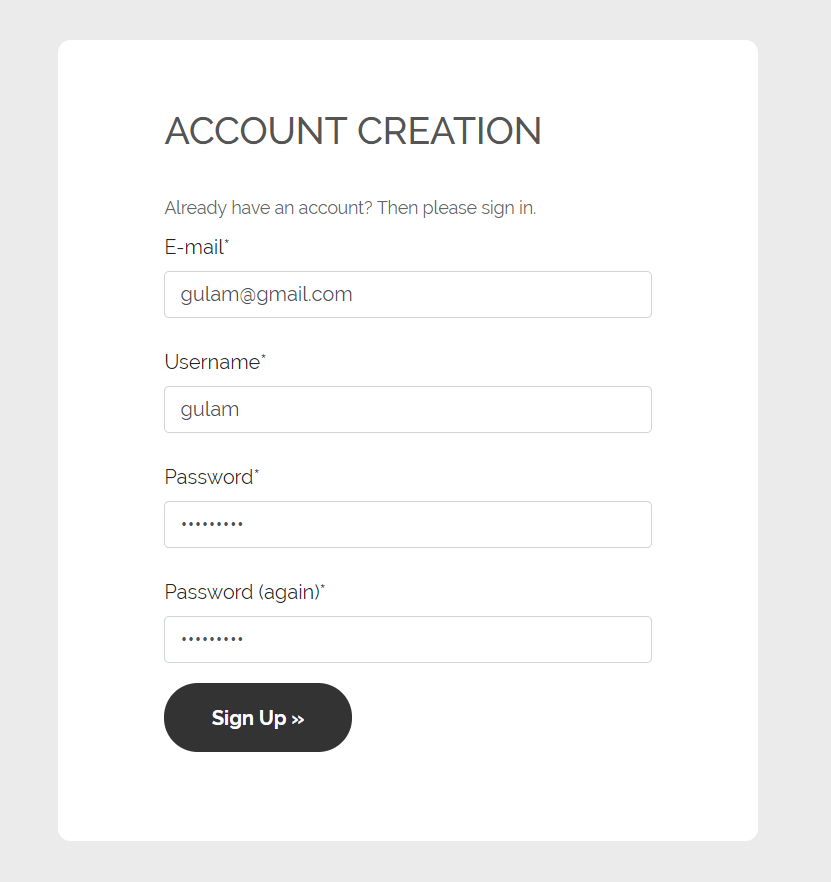 ACCOUNT CREATION
Already have an account? Then please sign in.
E-mail*
gulam@gmail.com
Username*
gulam
Password*
•••••••••
Password (again)*
•••••••••
Sign Up »